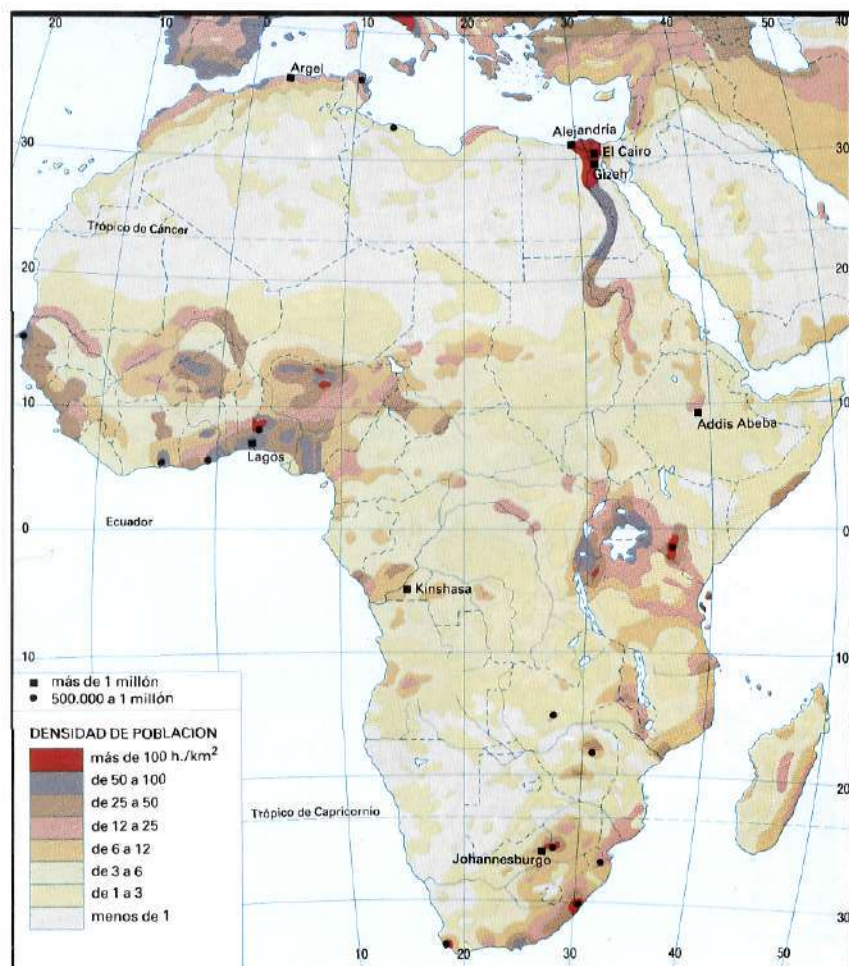 20
10
0
10
20
30
40
50
40
Argel
30
30
Alejandría
El Cairo
Gizeh
Trópico de Cáncer
20
20
10
10
Addis Abeba
Lagos
Ecuador
0
0
Kinshasa
10
10
más de 1 millón
500.000 a 1 millón
DENSIDAD DE POBLACION
más de 100 h./km²
de 50 a 100
de 25 a 50
de 12 a 25
de 6 a 12
de 3 a 6
de 1 a 3
menos de 1
20
Trópico de Capricornio
Johannesburgo
30
10
20
30
40
50